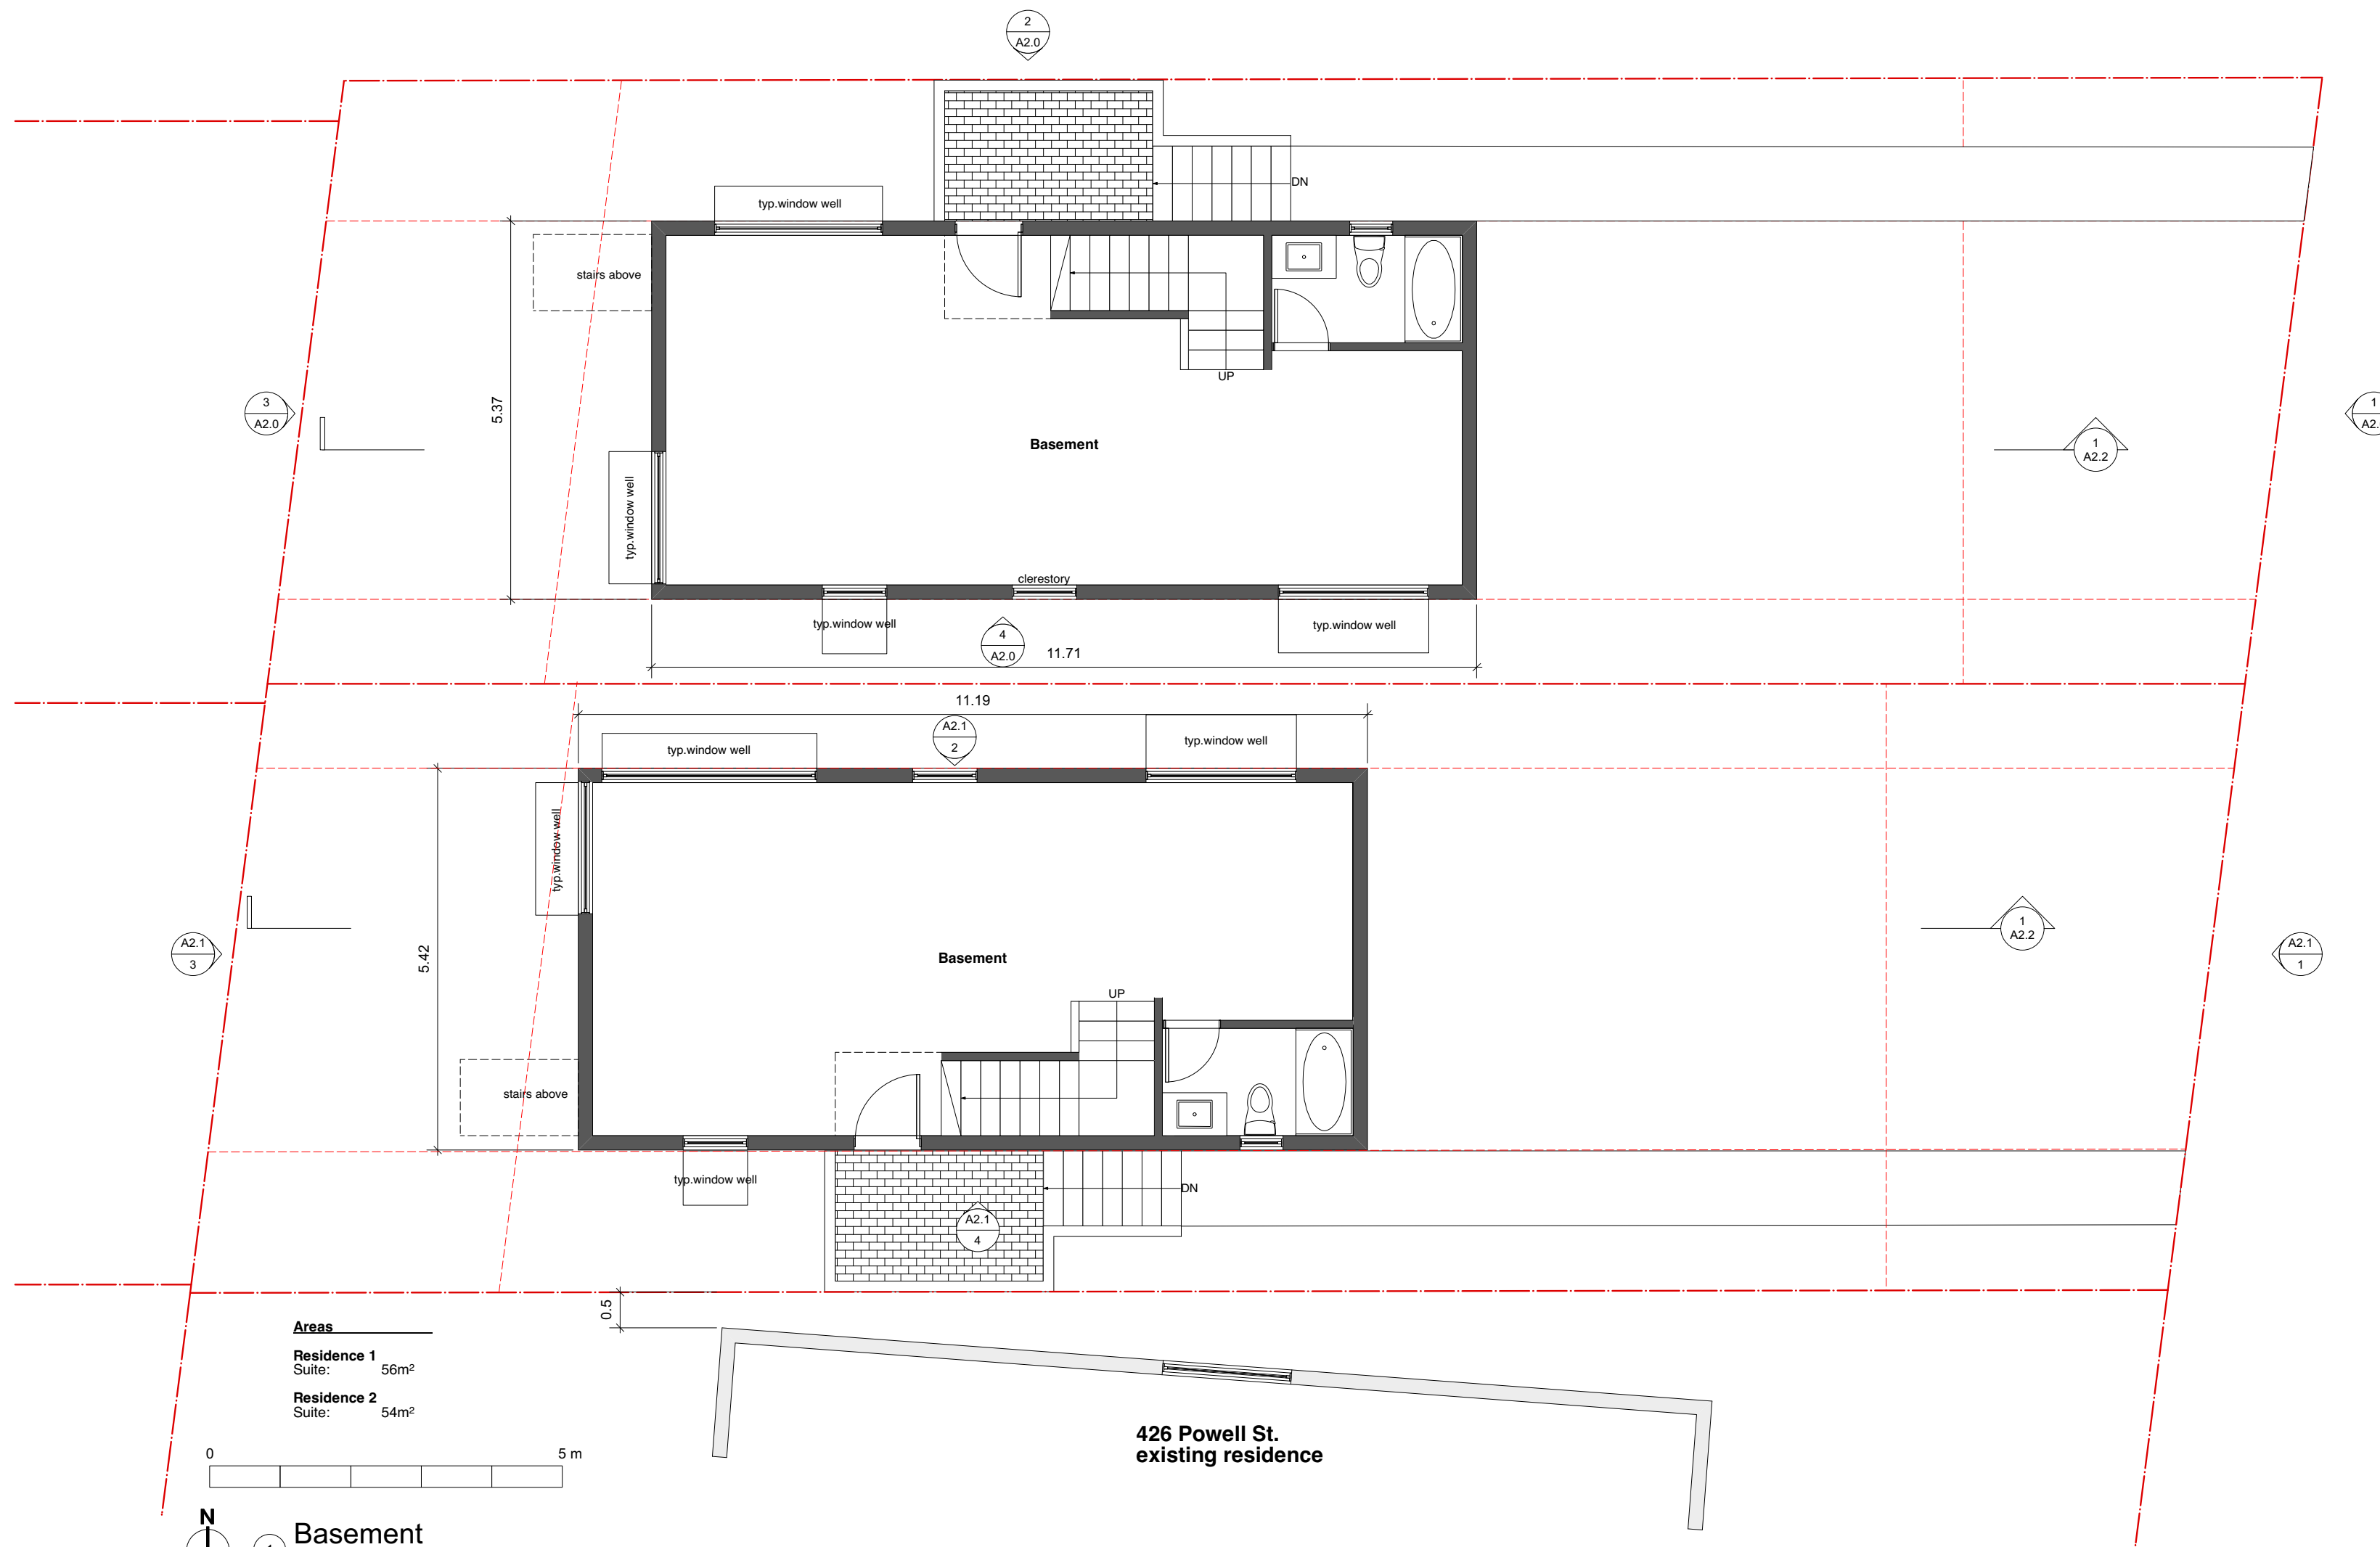 2
A2.0
typ.window well
DN
stairs above
5.37
3
A2.0
UP
Basement
1
A2.2
1
typ.window well
clerestory
typ.window well
4
A2.0
typ.window well
11.71
11.19
A2.1
2
typ.window well
typ.window well
typ.window well
5.42
A2.1
3
Basement
1
A2.2
A2.1
1
UP
stairs above
typ.window well
DN
A2.1
4
0.5
Areas
Residence 1
Suite: 56m²
Residence 2
Suite: 54m²
0 5 m
426 Powell St.
existing residence
N
Basement